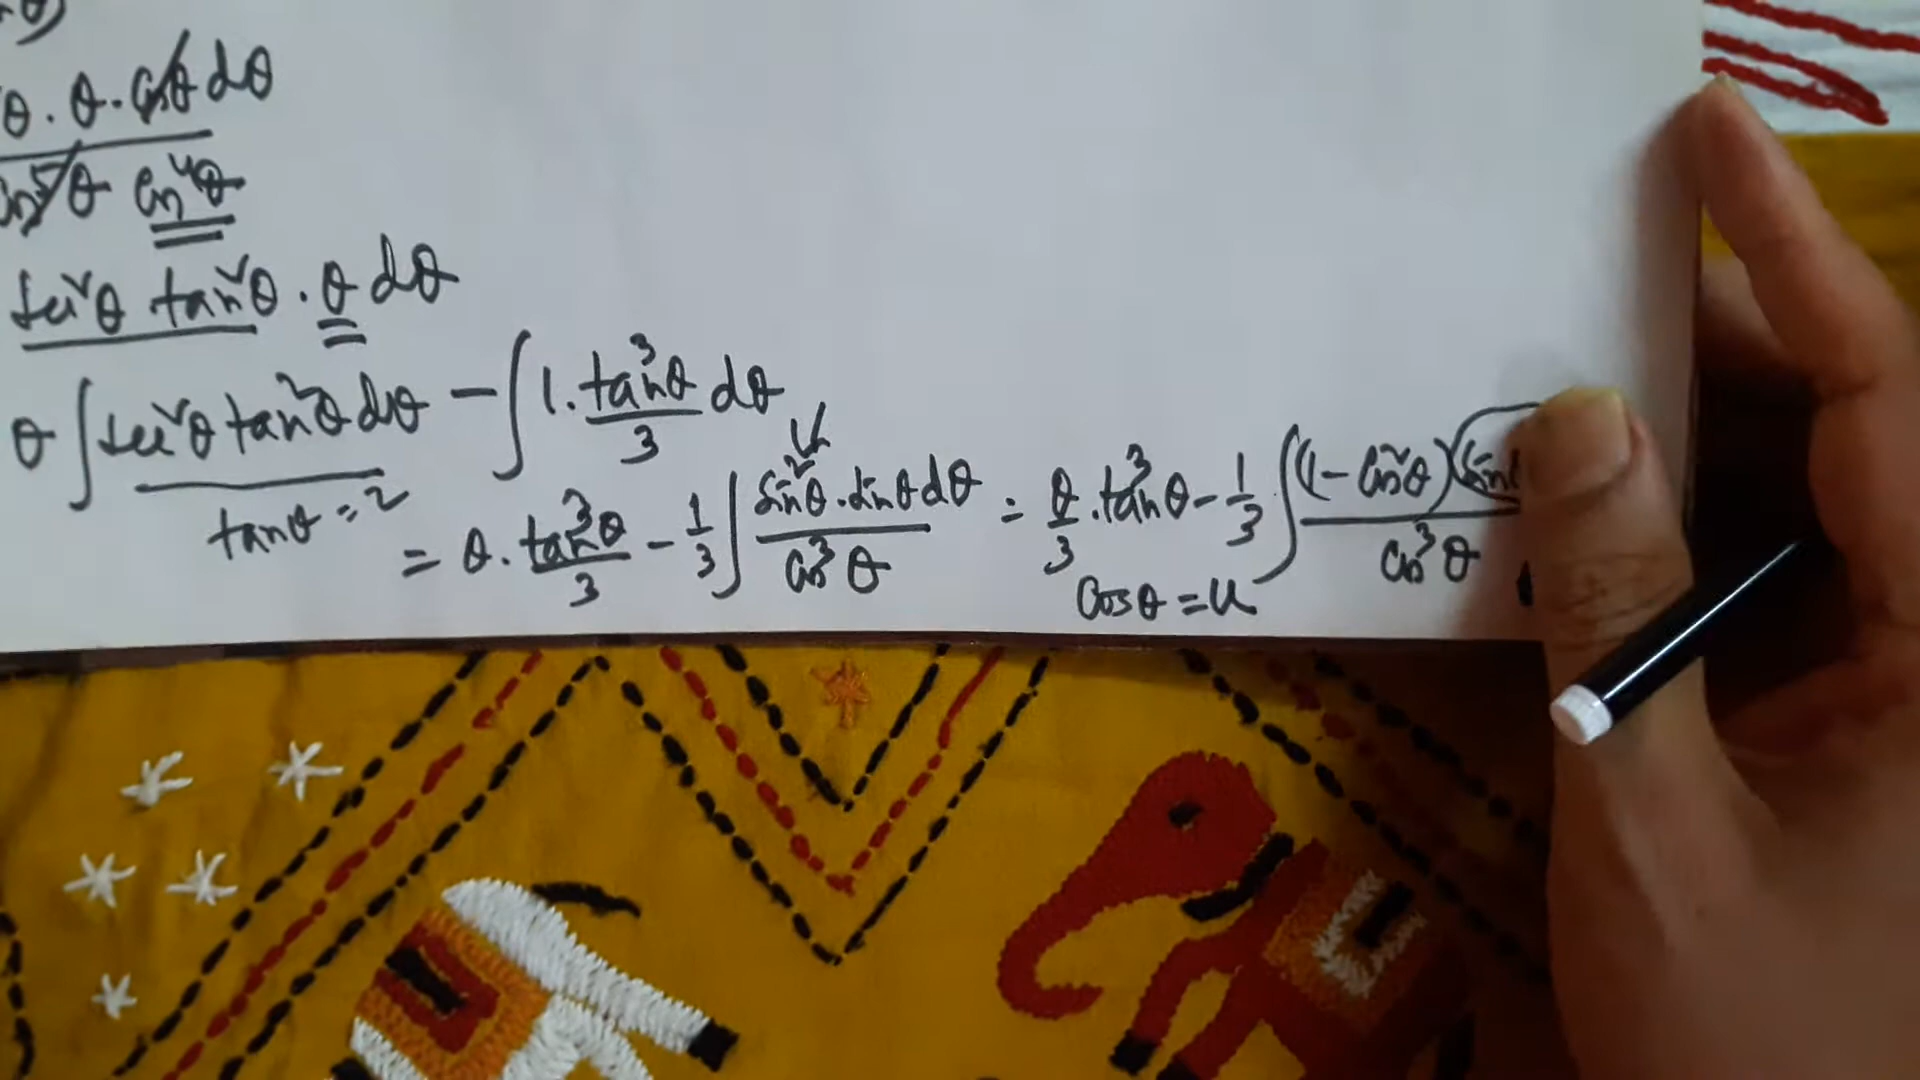 θ . θ . cosθ dθ
cos⁵θ cos⁴θ
sec²θ tan²θ . θ dθ
θ ∫ sec²θ tan²θ dθ - ∫ 1 . tan³θ/3 dθ
tanθ = z
= θ . tan³θ/3 - 1/3 ∫ sin²θ . sinθ dθ / cos³θ = θ/3 . tan³θ - 1/3 ∫ (1 - cos²θ)(sin / cos³θ
cosθ = u